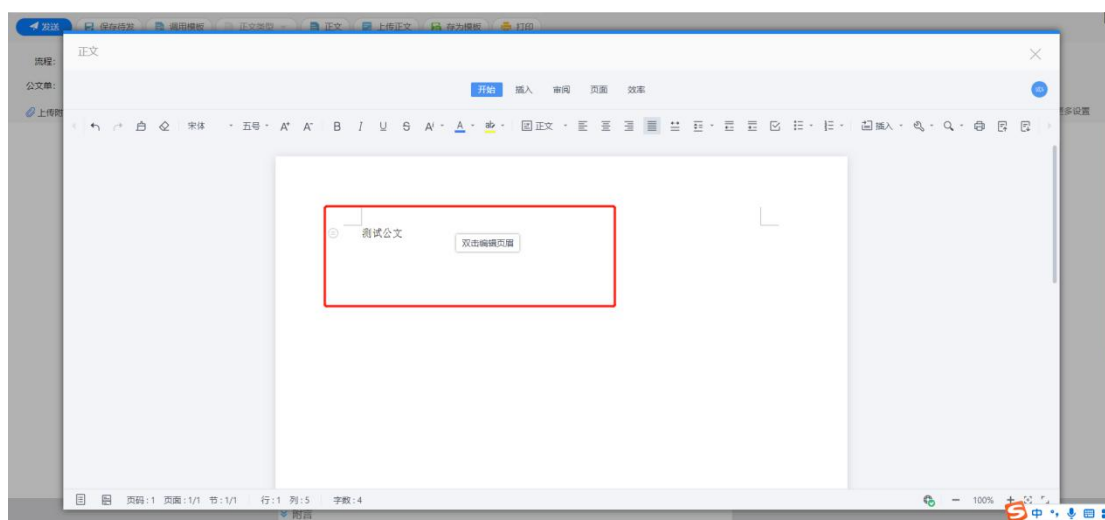 发送 保存待发 调用模板 正文类型 正文 上传正文 存为模板 打印
流程:
正文
公文单:
开始 插入 审阅 页面 效率
上传附 更多设置
宋体 五号 A+ A- B I U S A A ab 正文 插入
测试公文
双击编辑页眉
页码:1 页面:1/1 节:1/1 行:1 列:5 字数:4 100%
附言
中